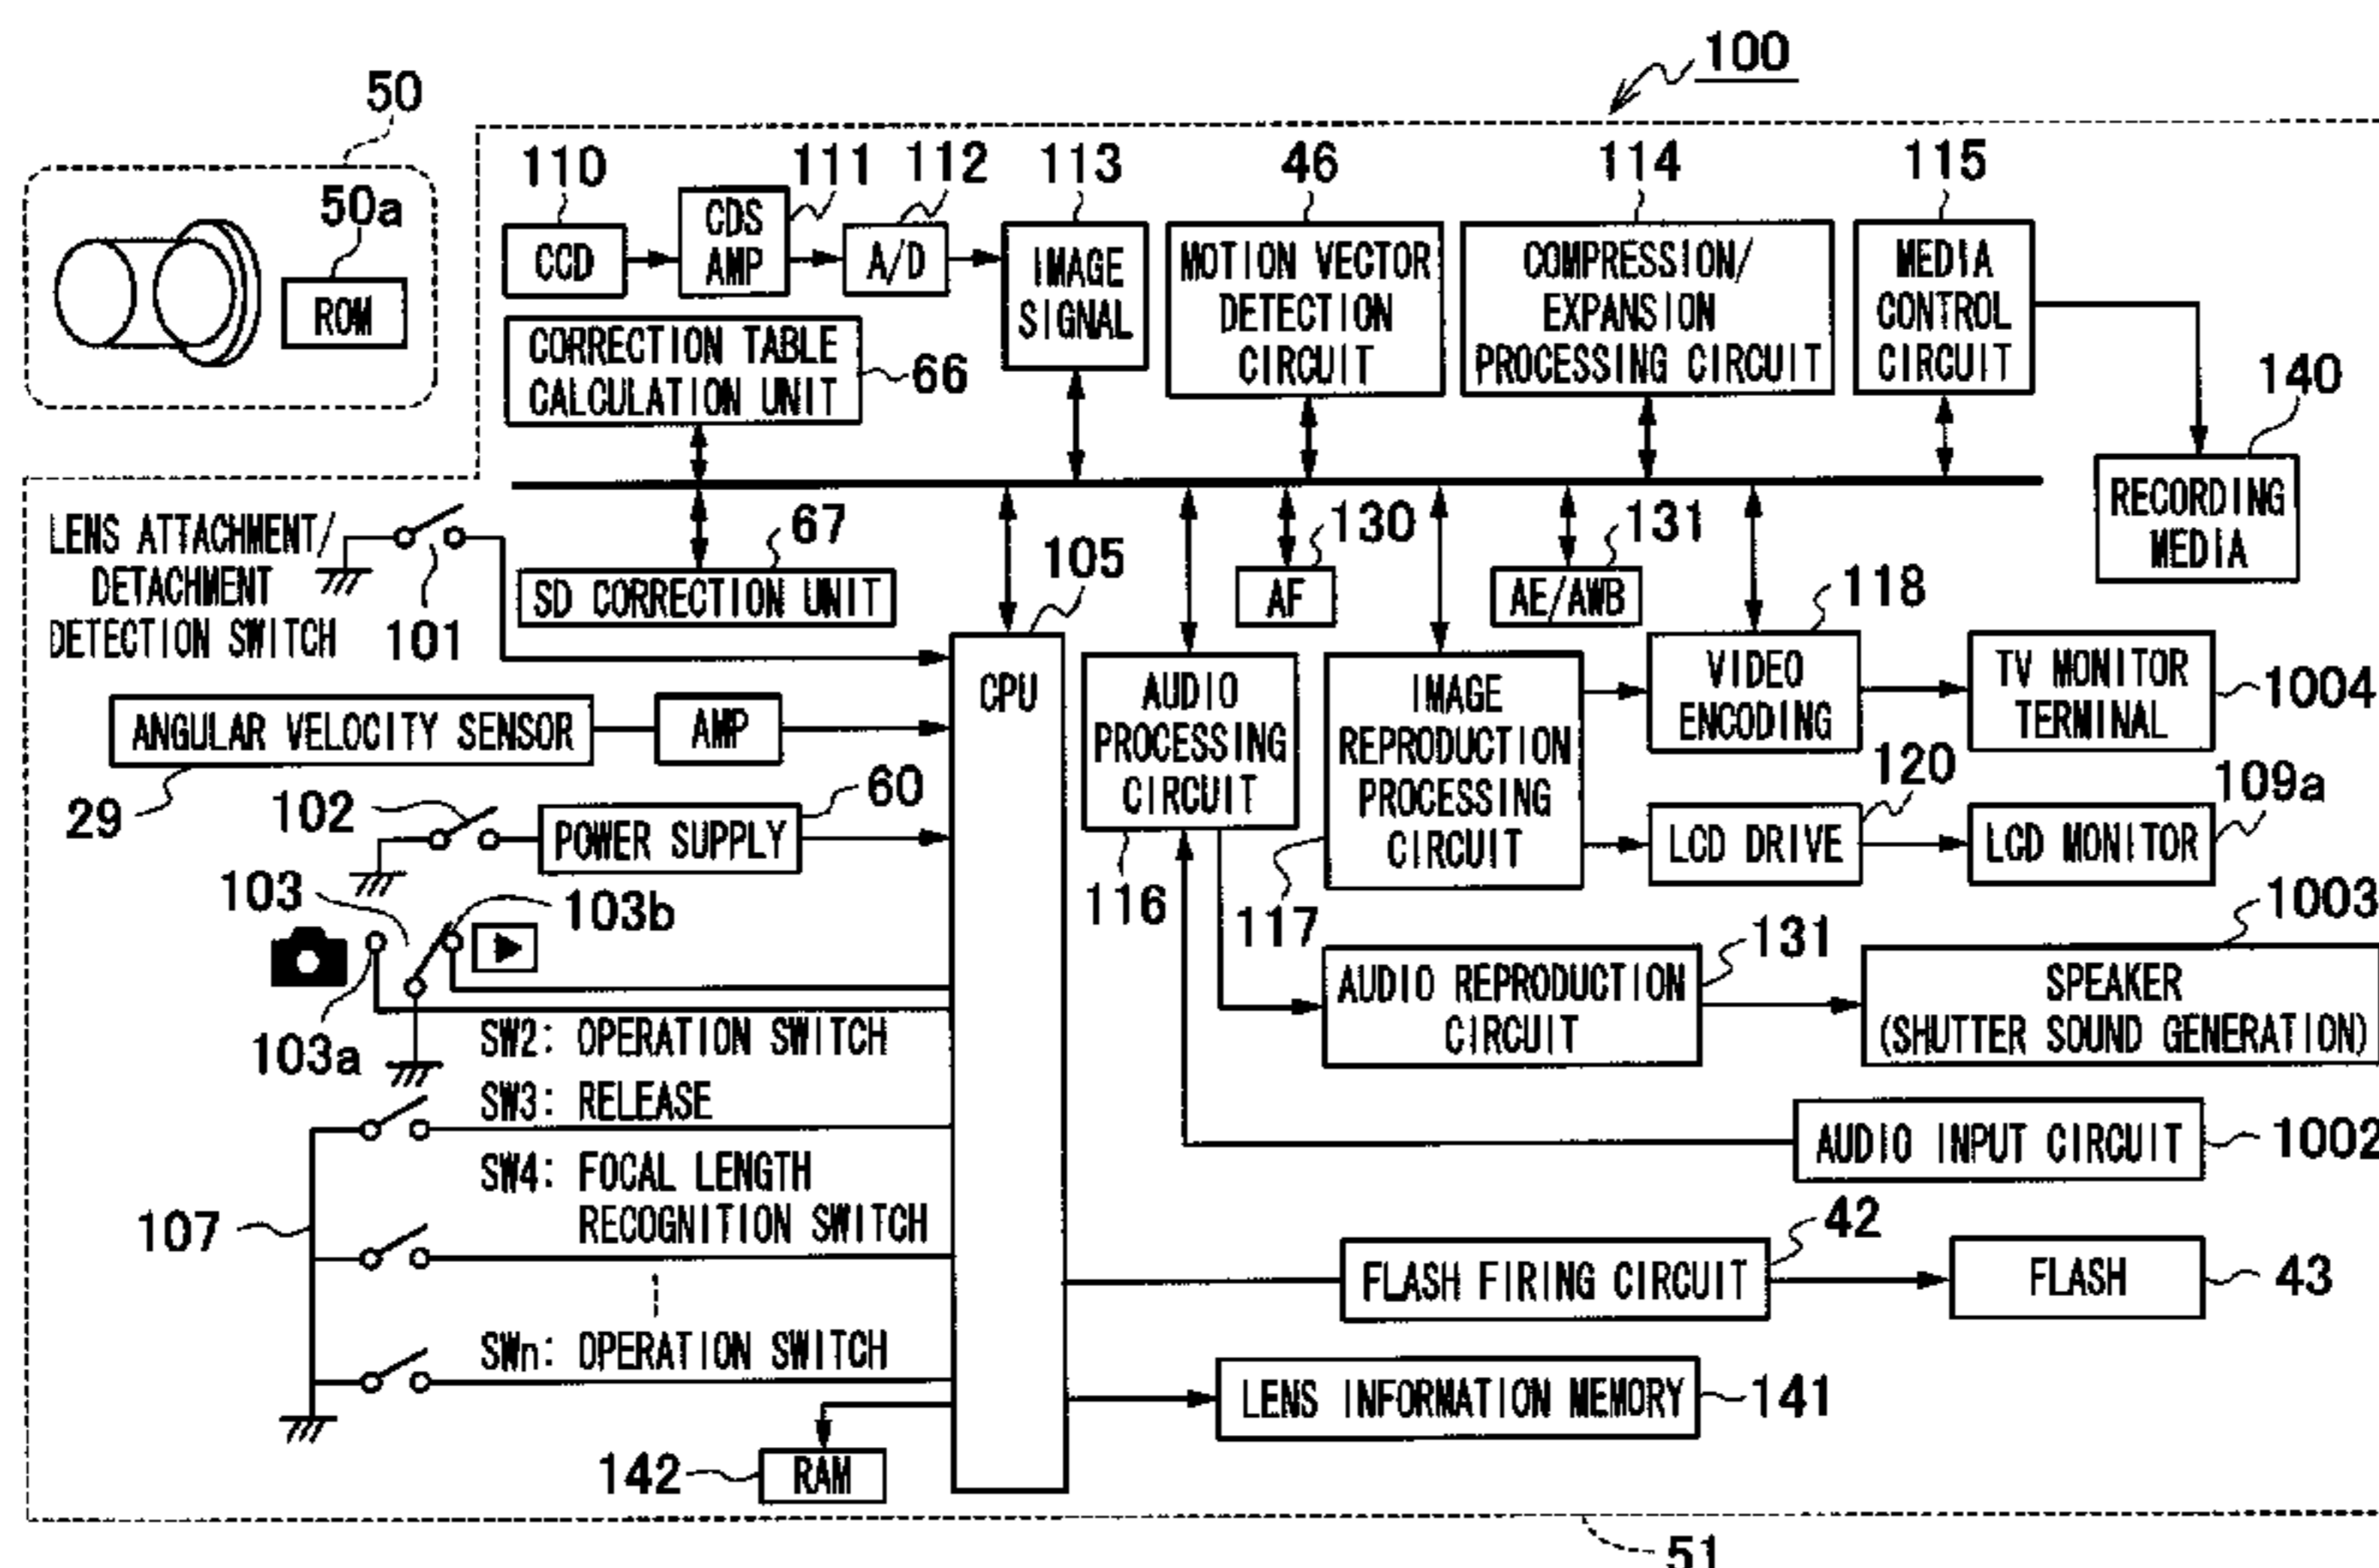 100
50
50a
ROM
110
111
112
113
46
114
115
CCD
CDS
AMP
A/D
IMAGE
SIGNAL
MOTION VECTOR
DETECTION
CIRCUIT
COMPRESSION/
EXPANSION
PROCESSING CIRCUIT
MEDIA
CONTROL
CIRCUIT
CORRECTION TABLE
CALCULATION UNIT
66
140
RECORDING
MEDIA
LENS ATTACHMENT/
DETACHMENT
DETECTION SWITCH
101
67
SD CORRECTION UNIT
105
CPU
130
AF
131
AE/AWB
118
VIDEO
ENCODING
TV MONITOR
TERMINAL
1004
ANGULAR VELOCITY SENSOR
AMP
29
AUDIO
PROCESSING
CIRCUIT
116
IMAGE
REPRODUCTION
PROCESSING
CIRCUIT
117
120
LCD DRIVE
109a
LCD MONITOR
102
60
POWER SUPPLY
103
103b
103a
131
AUDIO REPRODUCTION
CIRCUIT
1003
SPEAKER
(SHUTTER SOUND GENERATION)
SW2: OPERATION SWITCH
SW3: RELEASE
SW4: FOCAL LENGTH
RECOGNITION SWITCH
SWn: OPERATION SWITCH
107
AUDIO INPUT CIRCUIT
1002
42
FLASH FIRING CIRCUIT
FLASH
43
LENS INFORMATION MEMORY
141
142
RAM
51